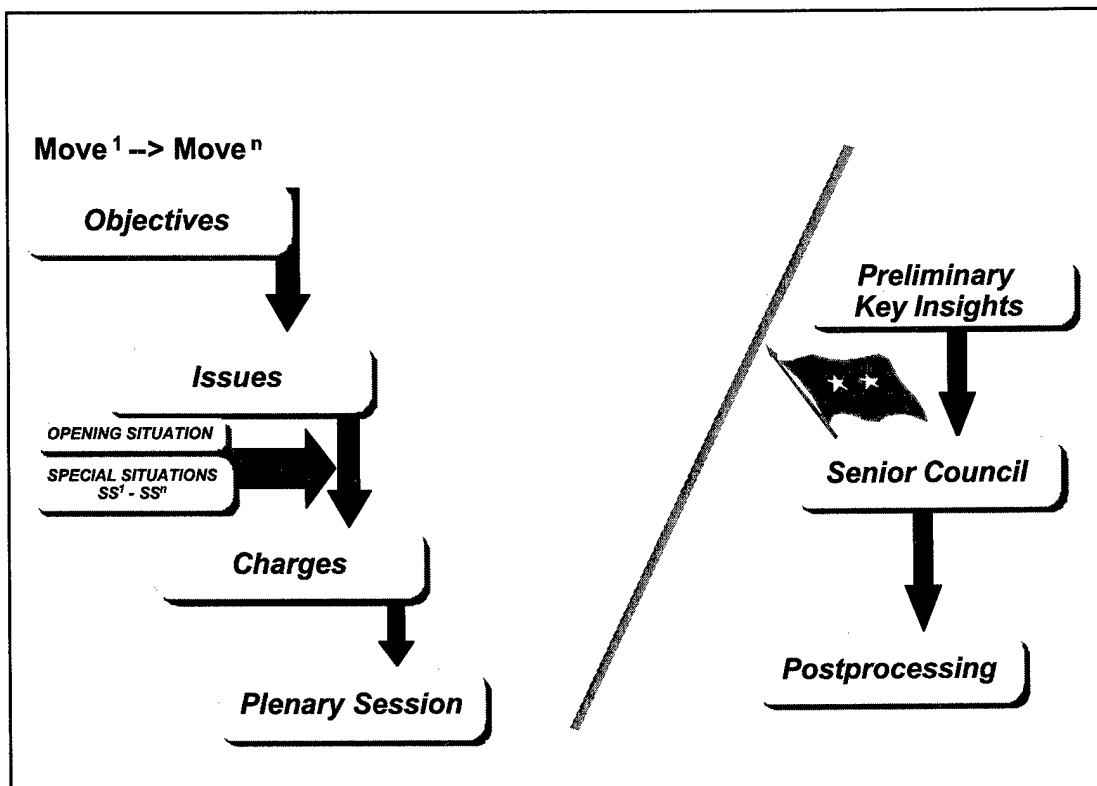 Move ¹ --> Move ⁿ
Objectives
Issues
OPENING SITUATION
SPECIAL SITUATIONS
SS¹ - SSⁿ
Charges
Plenary Session
Preliminary
Key Insights
Senior Council
Postprocessing